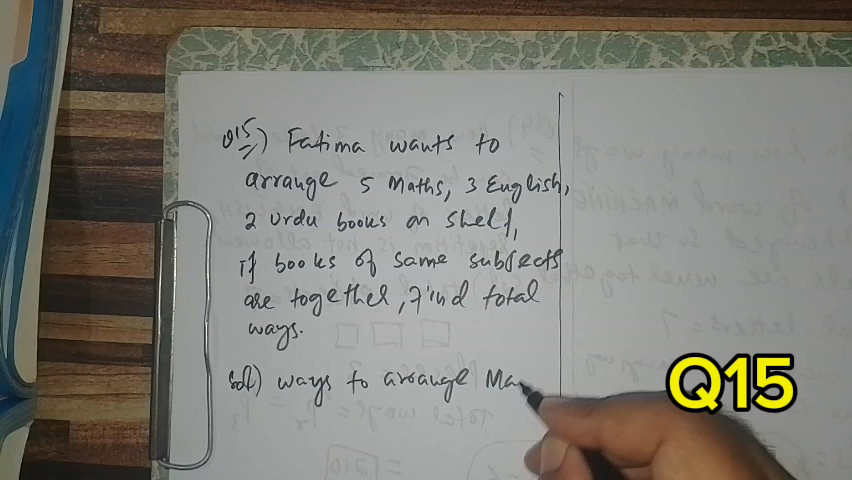 Q15) Fatima wants to
arrange 5 Maths, 3 English,
2 Urdu books on shelf,
if books of same subjects
are together, find total
ways.
Sol) ways to arrange Ma
Q15